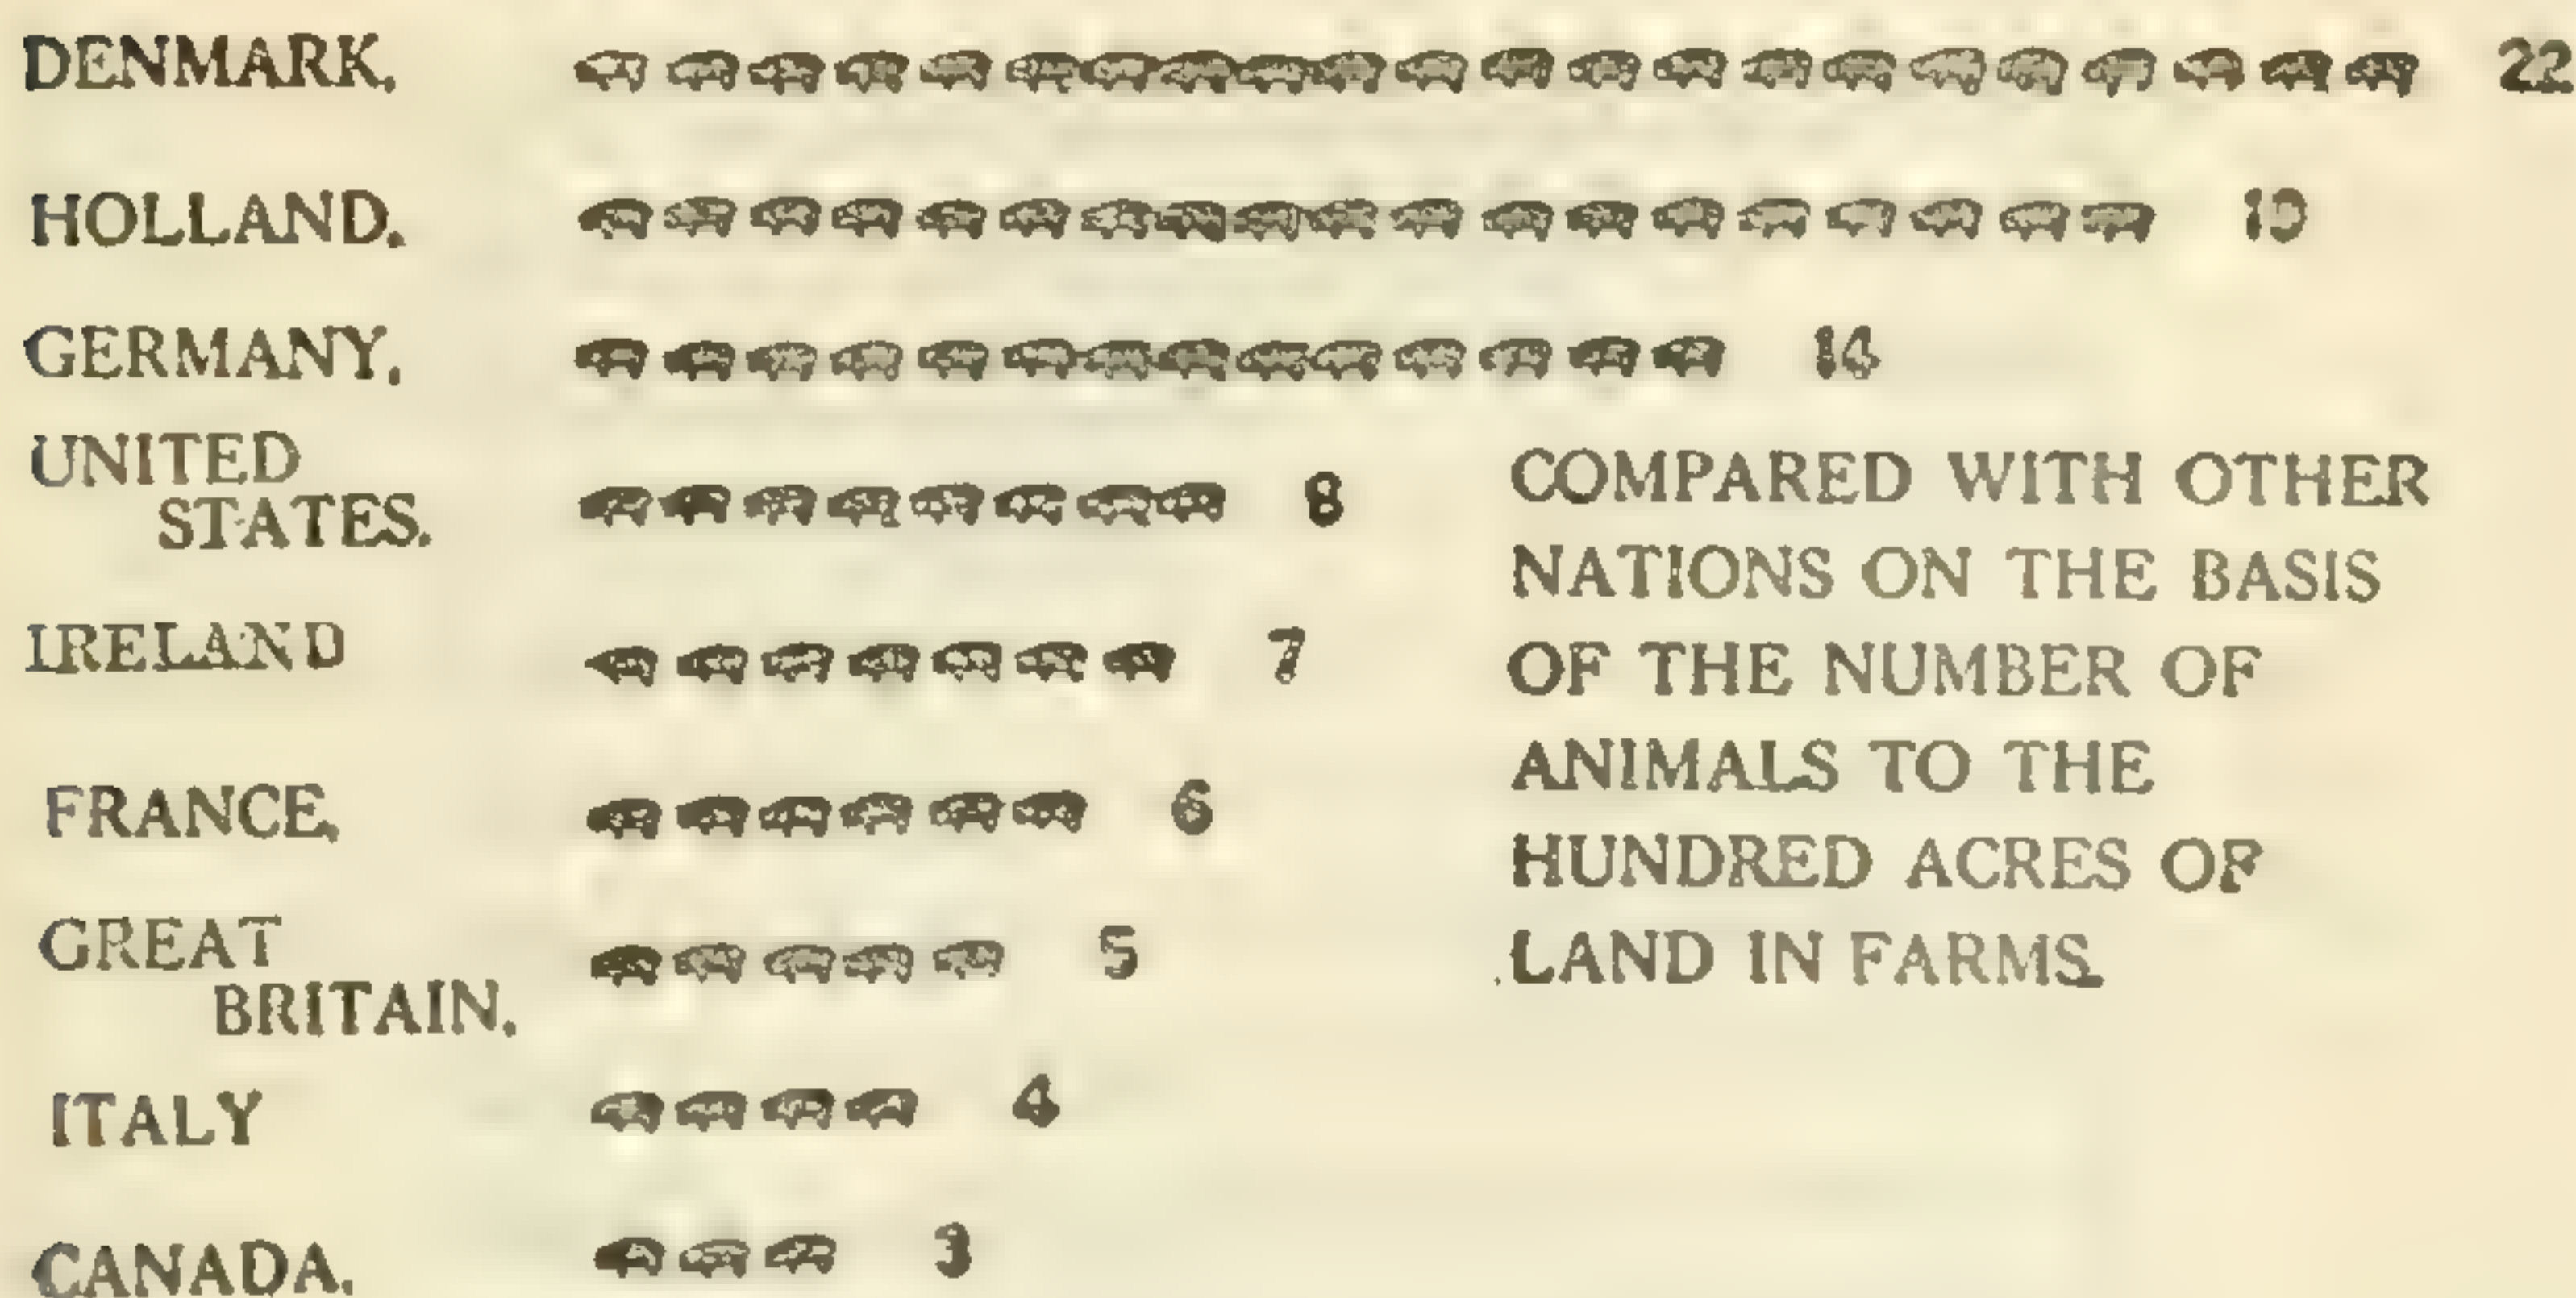 DENMARK. 22
HOLLAND. 19
GERMANY. 14
UNITED
STATES. 8
IRELAND 7
FRANCE. 6
GREAT
BRITAIN. 5
ITALY 4
CANADA. 3
COMPARED WITH OTHER
NATIONS ON THE BASIS
OF THE NUMBER OF
ANIMALS TO THE
HUNDRED ACRES OF
LAND IN FARMS.